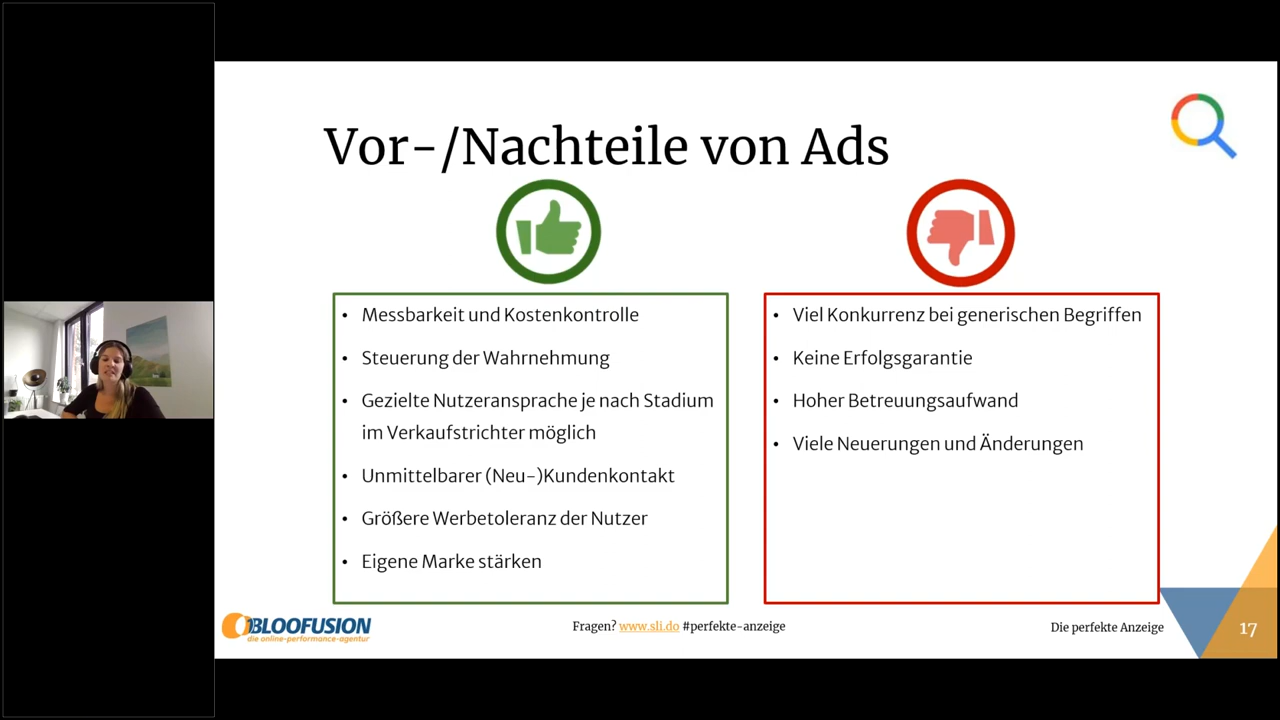 Vor-/Nachteile von Ads
• Messbarkeit und Kostenkontrolle
• Steuerung der Wahrnehmung
• Gezielte Nutzeransprache je nach Stadium
im Verkaufstrichter möglich
• Unmittelbarer (Neu-)Kundenkontakt
• Größere Werbetoleranz der Nutzer
• Eigene Marke stärken
• Viel Konkurrenz bei generischen Begriffen
• Keine Erfolgsgarantie
• Hoher Betreuungsaufwand
• Viele Neuerungen und Änderungen
BLOOFUSION
die online-performance-agentur
Fragen? www.sli.do #perfekte-anzeige
Die perfekte Anzeige
17